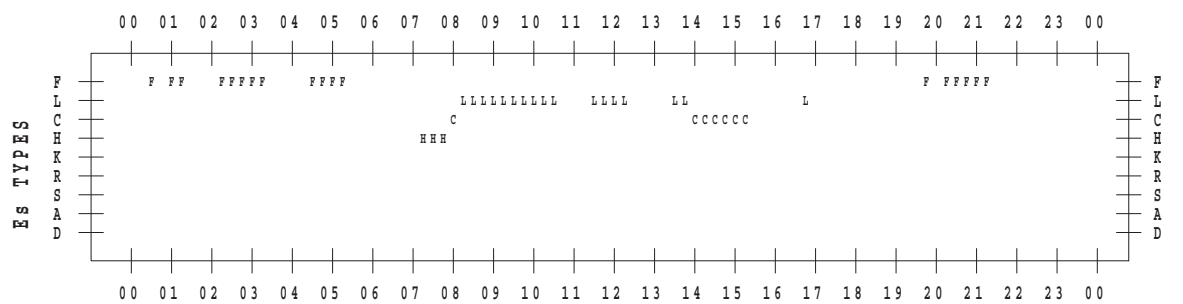 00 01 02 03 04 05 06 07 08 09 10 11 12 13 14 15 16 17 18 19 20 21 22 23 00
F F FF FFFFF FFFF F FFFFF F
L LLLLLLLLLL LLLL LL L L
C C CCCCCC C
H HHH H
K K
R R
S S
A A
D D
Es TYPES
00 01 02 03 04 05 06 07 08 09 10 11 12 13 14 15 16 17 18 19 20 21 22 23 00